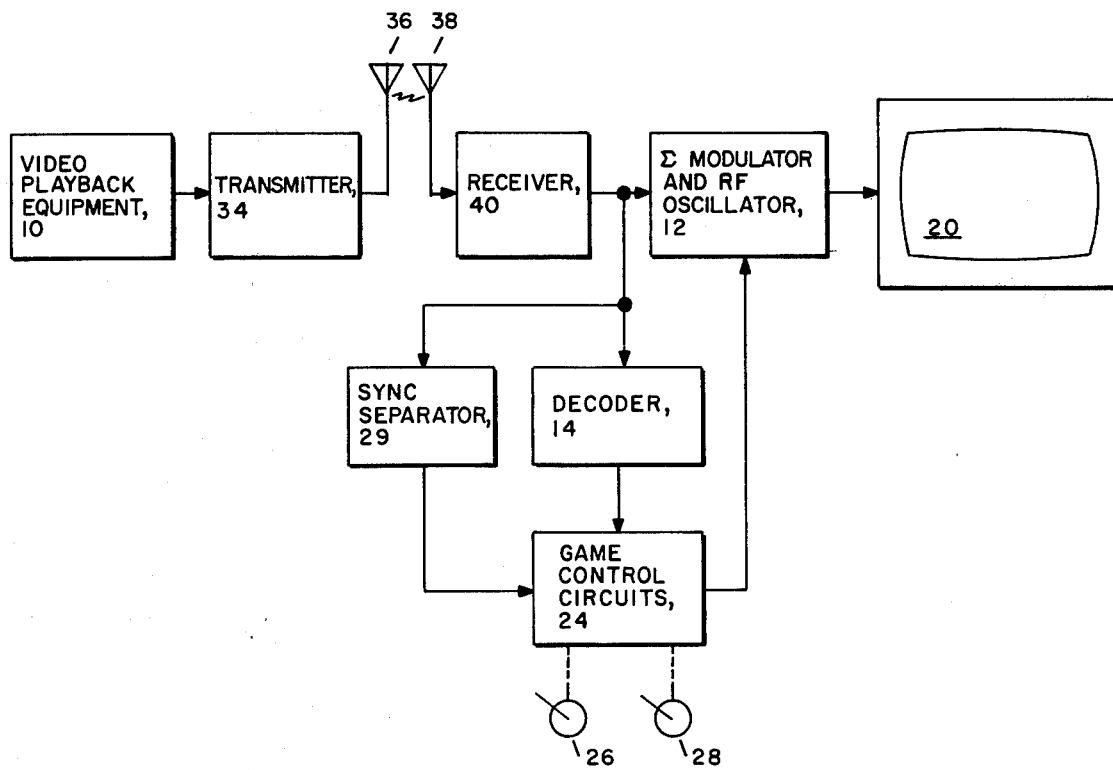 36
38
VIDEO
PLAYBACK
EQUIPMENT,
10
TRANSMITTER,
34
RECEIVER,
40
Σ MODULATOR
AND RF
OSCILLATOR,
12
20
SYNC
SEPARATOR,
29
DECODER,
14
GAME
CONTROL
CIRCUITS,
24
26
28